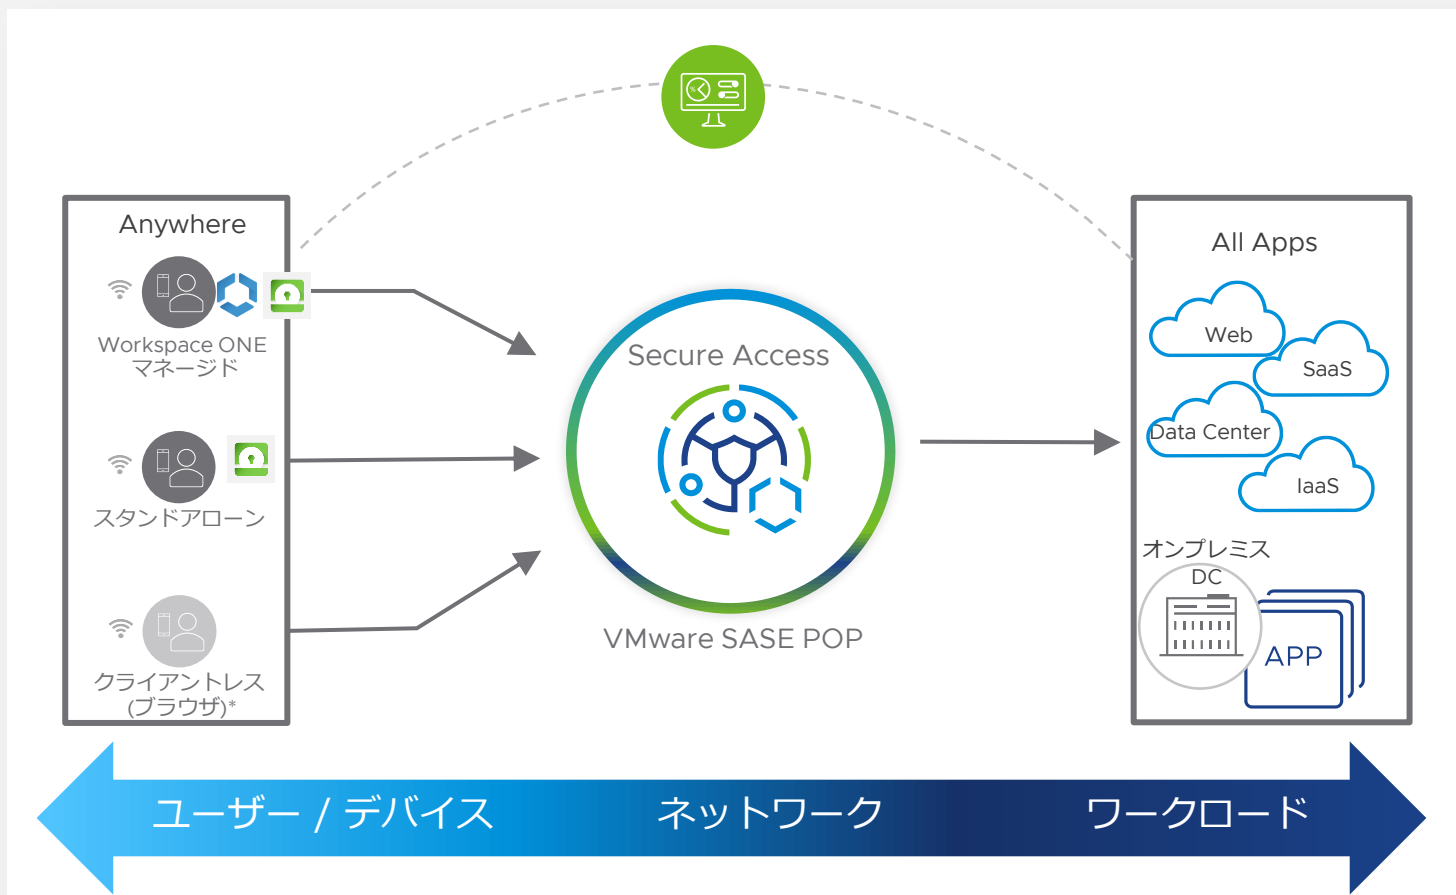 Anywhere
Workspace ONE
マネージド
スタンドアローン
クライアントレス
(ブラウザ)*
Secure Access
VMware SASE POP
All Apps
Web
SaaS
Data Center
IaaS
オンプレミス
DC
APP
ユーザー / デバイス
ネットワーク
ワークロード